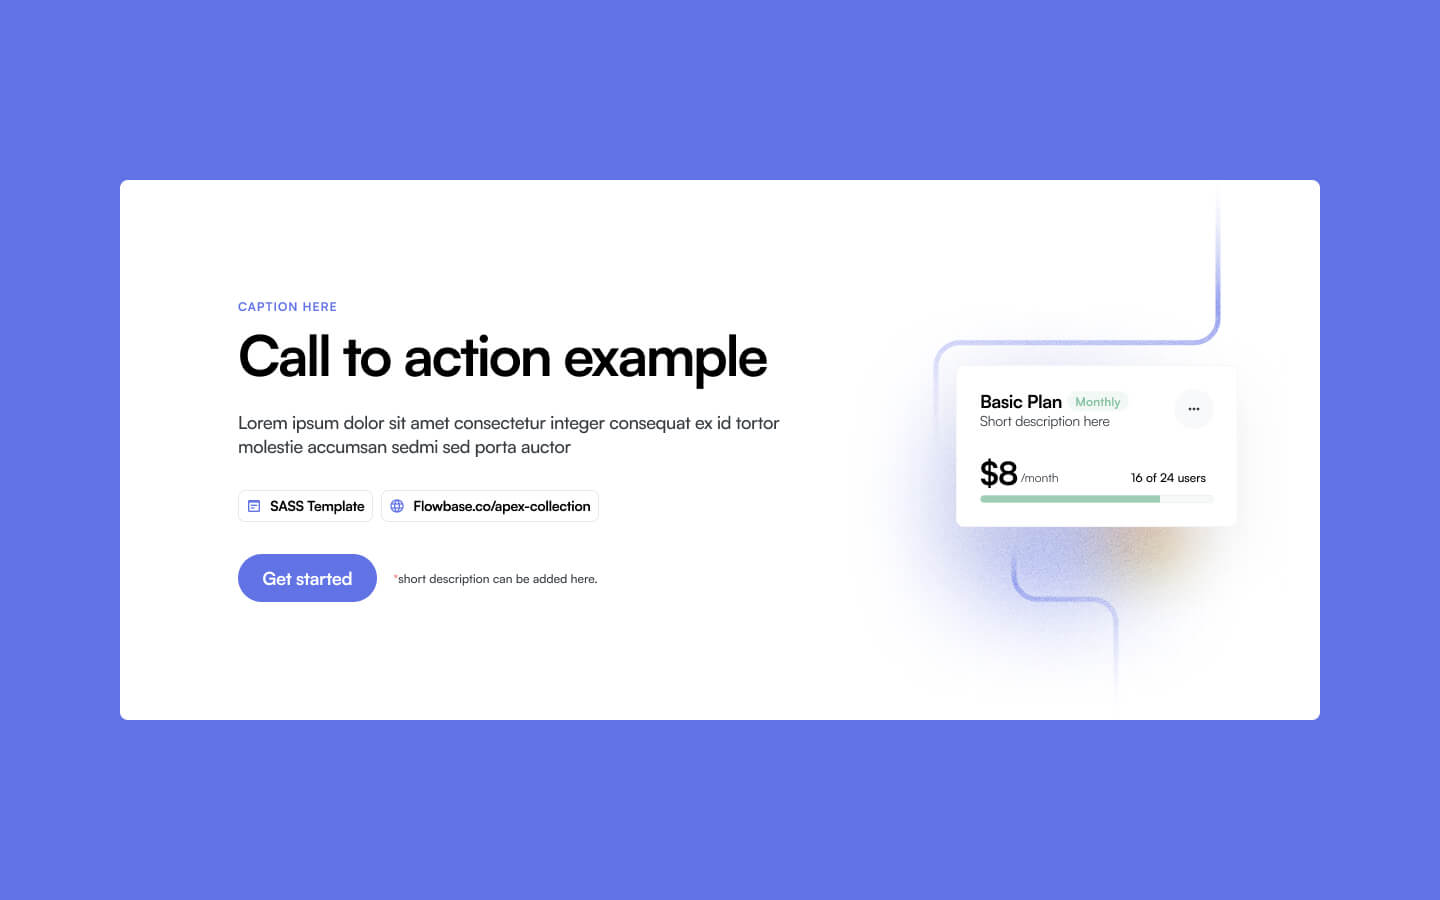 CAPTION HERE
Call to action example
Lorem ipsum dolor sit amet consectetur integer consequat ex id tortor
molestie accumsan sedmi sed porta auctor
SASS Template
Flowbase.co/apex-collection
Get started
*short description can be added here.
Basic Plan Monthly
Short description here
$8 /month
16 of 24 users